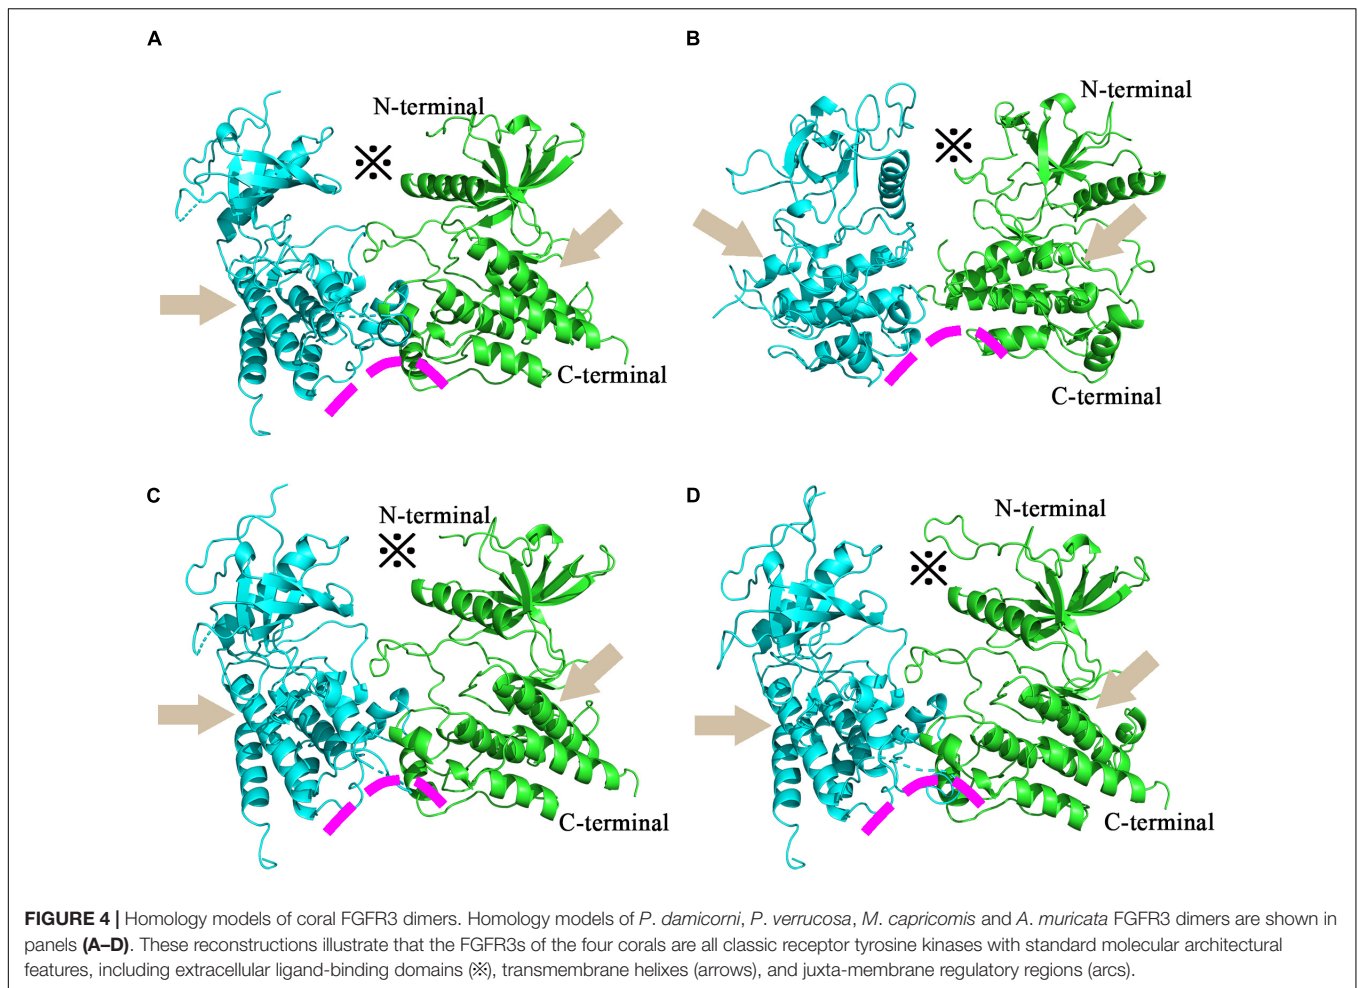 A
B
N-terminal
N-terminal
※
※
C-terminal
C-terminal
C
D
N-terminal
N-terminal
※
※
C-terminal
C-terminal
FIGURE 4 | Homology models of coral FGFR3 dimers. Homology models of P. damicorni, P. verrucosa, M. capricomis and A. muricata FGFR3 dimers are shown in
panels (A–D). These reconstructions illustrate that the FGFR3s of the four corals are all classic receptor tyrosine kinases with standard molecular architectural
features, including extracellular ligand-binding domains (※), transmembrane helixes (arrows), and juxta-membrane regulatory regions (arcs).